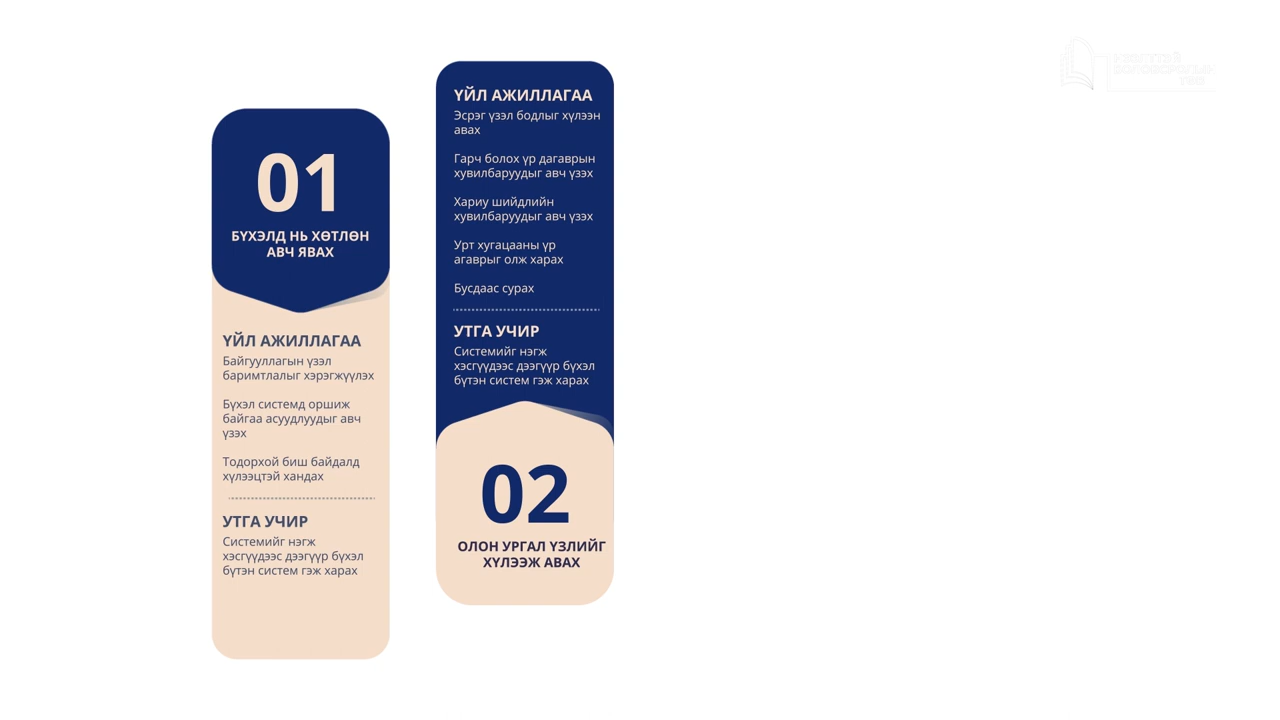 01
БҮХЭЛД НЬ ХӨТЛӨН
АВЧ ЯВАХ
ҮЙЛ АЖИЛЛАГАА
Байгууллагын үзэл
баримтлалыг хэрэгжүүлэх
Бүхэл системд оршиж
байгаа асуудлуудыг авч
үзэх
Тодорхой биш байдалд
хүлээцтэй хандах
УТГА УЧИР
Системийг нэгж
хэсгүүдээс дээгүүр бүхэл
бүтэн систем гэж харах
ҮЙЛ АЖИЛЛАГАА
Эсрэг үзэл бодлыг хүлээн
авах
Гарч болох үр дагаврын
хувилбаруудыг авч үзэх
Хариу шийдлийн
хувилбаруудыг авч үзэх
Урт хугацааны үр
агаврыг олж харах
Бусдаас сурах
УТГА УЧИР
Системийг нэгж
хэсгүүдээс дээгүүр бүхэл
бүтэн систем гэж харах
02
ОЛОН УРГАЛ ҮЗЛИЙГ
ХҮЛЭЭЖ АВАХ